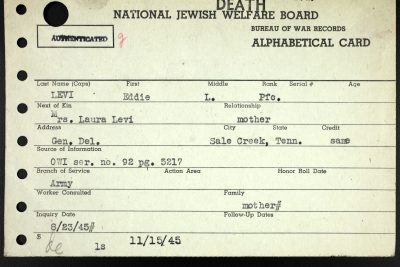 DEATH
NATIONAL JEWISH WELFARE BOARD
BUREAU OF WAR RECORDS
AUTHENTICATED g
ALPHABETICAL CARD
Last Name (Caps) First Middle Rank Serial # Age
LEVI Eddie L. Pfc.
Next of Kin Relationship
Mrs. Laura Levi mother
Address City State Credit
Gen. Del. Sale Creek, Tenn. same
Source of Information
OWI ser. no. 92 pg. 5217
Branch of Service Action Area Honor Roll Date
Army
Worker Consulted Family
mother#
Inquiry Date Follow-Up Dates
8/23/45#
s ls 11/15/45